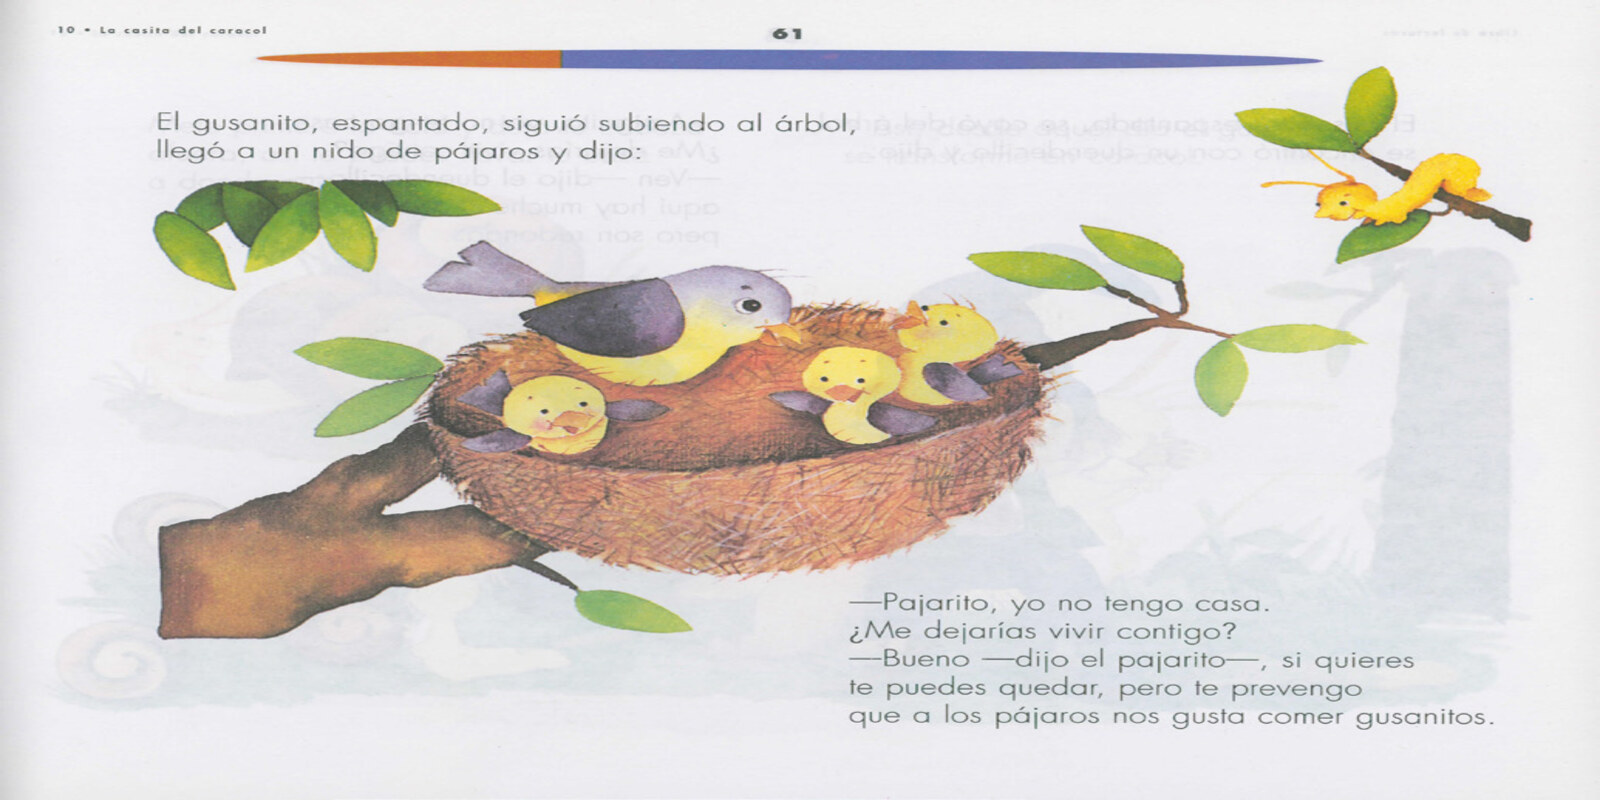 10 • La casita del caracol
61
El gusanito, espantado, siguió subiendo al árbol,
llegó a un nido de pájaros y dijo:
—Pajarito, yo no tengo casa.
¿Me dejarías vivir contigo?
—Bueno —dijo el pajarito—, si quieres
te puedes quedar, pero te prevengo
que a los pájaros nos gusta comer gusanitos.